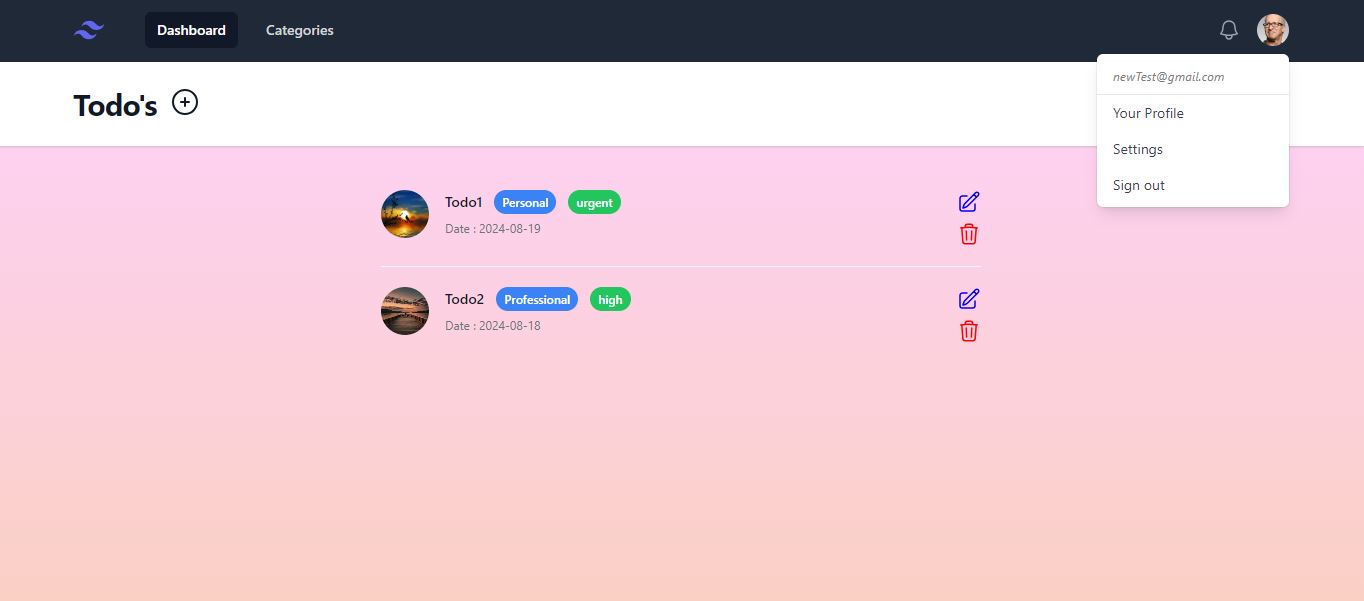 Dashboard Categories
newTest@gmail.com
Your Profile
Settings
Sign out
Todo's
Todo1 Personal urgent
Date : 2024-08-19
Todo2 Professional high
Date : 2024-08-18